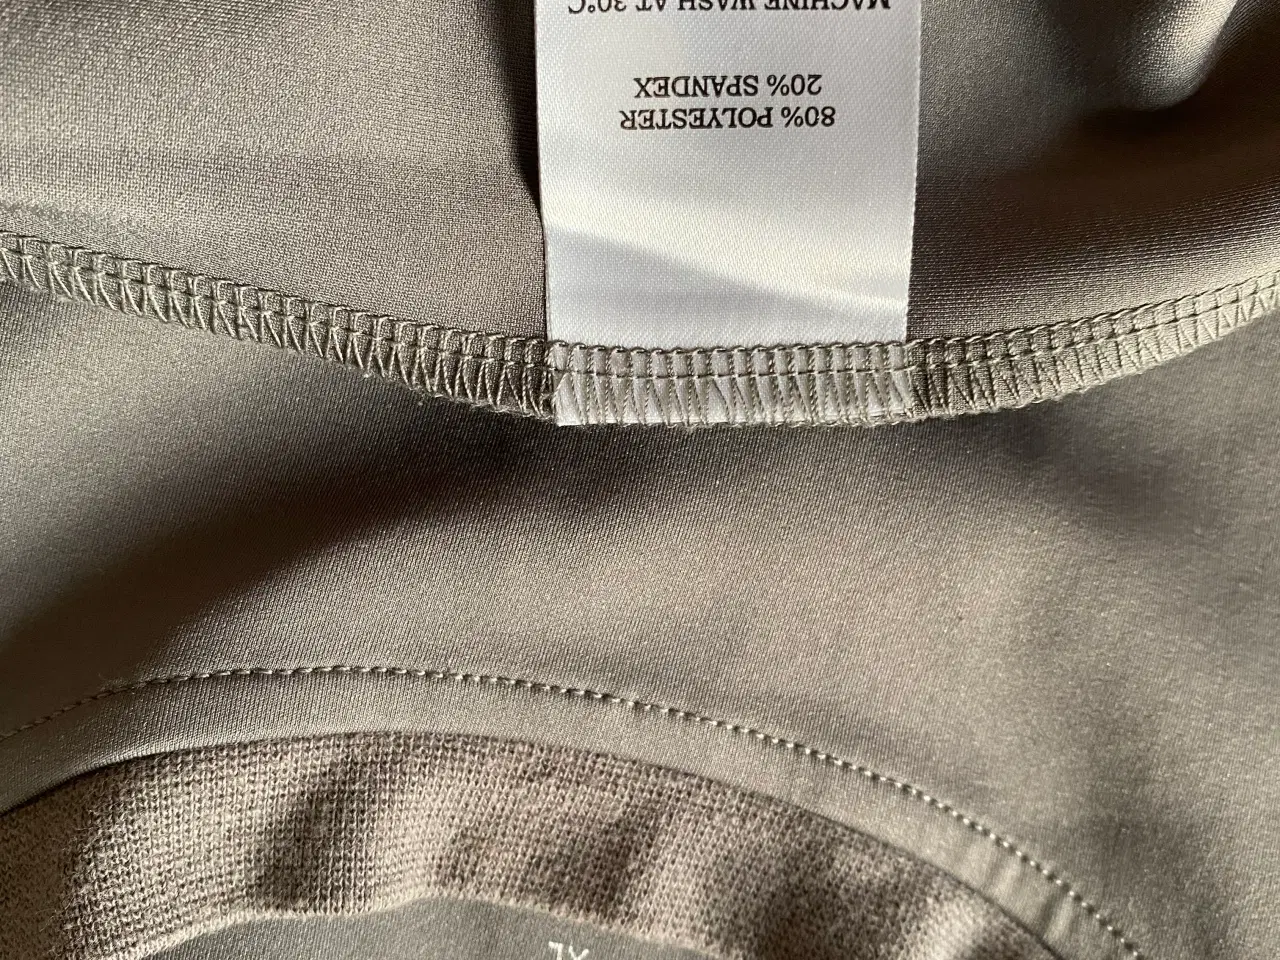 80% POLYESTER
20% SPANDEX
MACHINE WASH AT 30°C